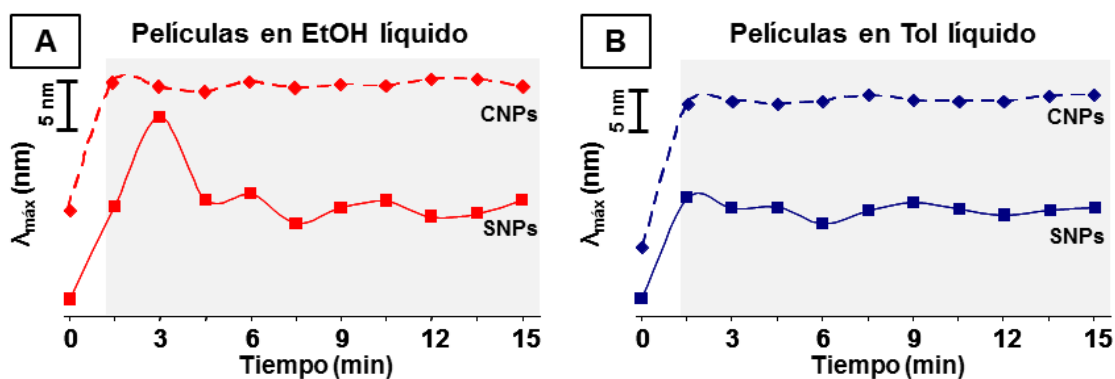 A
Películas en EtOH líquido
5 nm
CNPs
SNPs
λmáx (nm)
0 3 6 9 12 15
Tiempo (min)
B
Películas en Tol líquido
5 nm
CNPs
SNPs
λmáx (nm)
0 3 6 9 12 15
Tiempo (min)